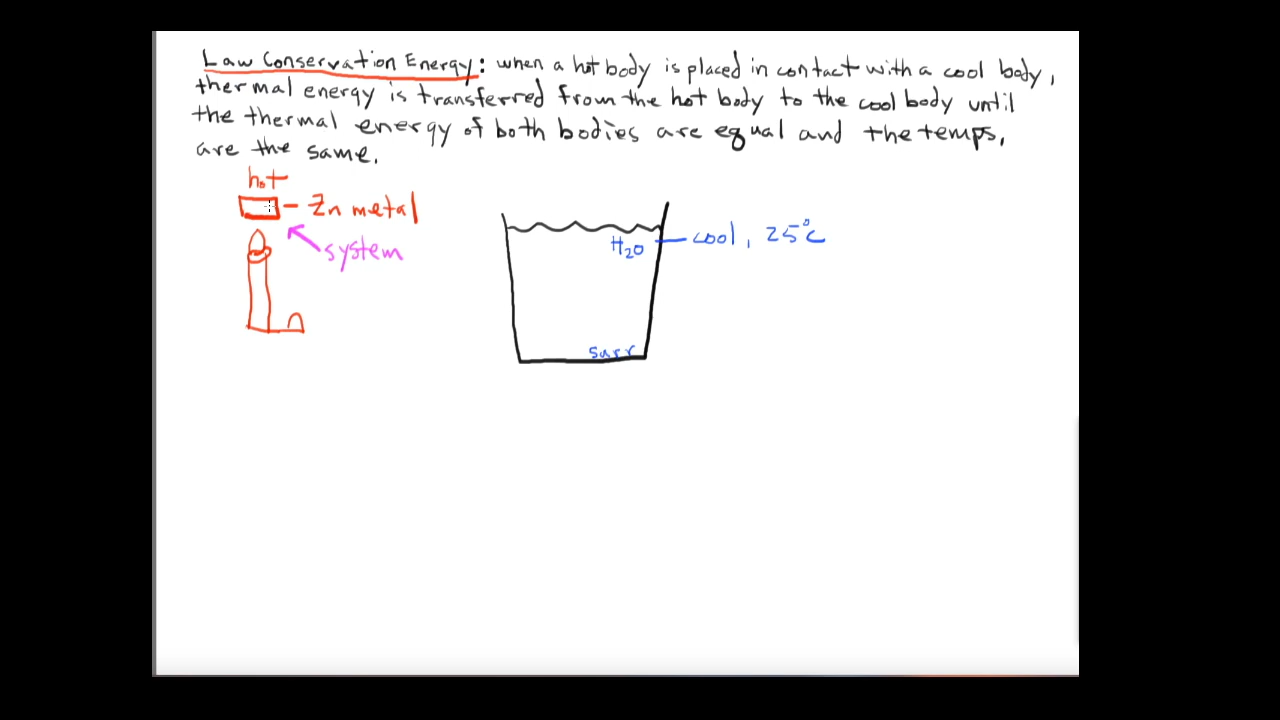 Law Conservation Energy: when a hot body is placed in contact with a cool body,
thermal energy is transferred from the hot body to the cool body until
the thermal energy of both bodies are equal and the temps.
are the same.
hot
- Zn metal
system
H2O
cool, 25°C
surr